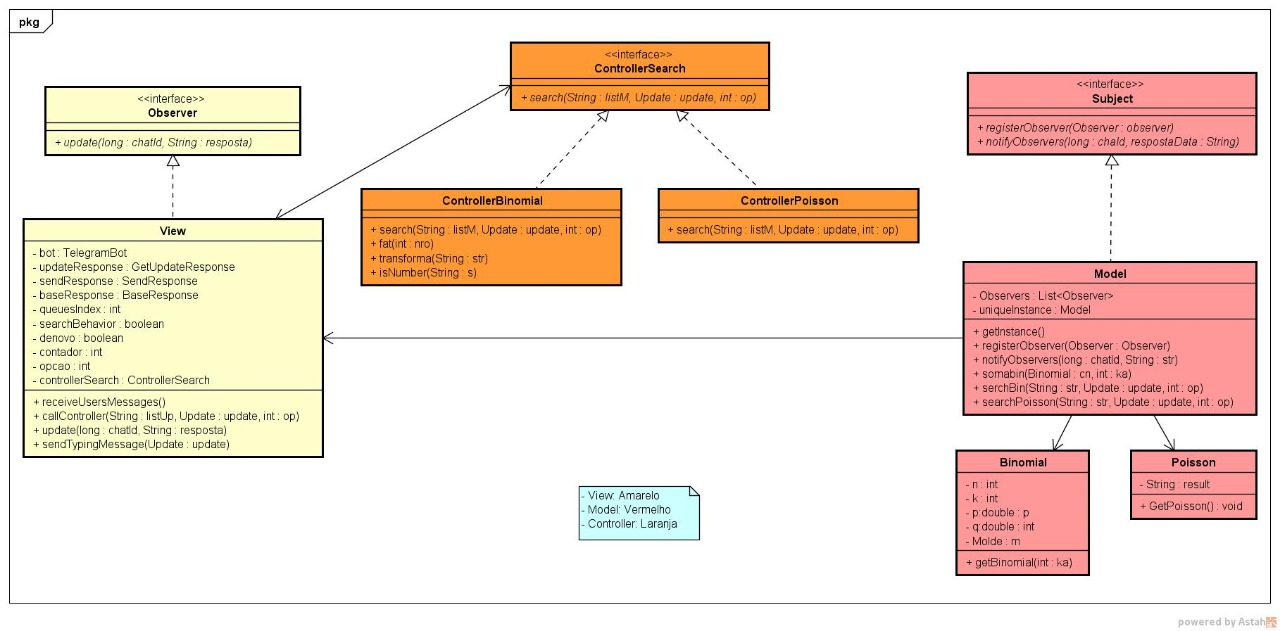 pkg
<<interface>>
Observer
+ update(long : chatId, String : resposta)
<<interface>>
ControllerSearch
+ search(String : listM, Update : update, int : op)
<<interface>>
Subject
+ registerObserver(Observer : observer)
+ notifyObservers(long : chaId, respostaData : String)
View
- bot : TelegramBot
- updateResponse : GetUpdateResponse
- sendResponse : SendResponse
- baseResponse : BaseResponse
- queuesIndex : int
- searchBehavior : boolean
- denovo : boolean
- contador : int
- opcao : int
- controllerSearch : ControllerSearch
+ receiveUsersMessages()
+ callController(String : listUp, Update : update, int : op)
+ update(long : chatId, String : resposta)
+ sendTypingMessage(Update : update)
ControllerBinomial
+ search(String : listM, Update : update, int : op)
+ fat(int : nro)
+ transforma(String : str)
+ isNumber(String : s)
ControllerPoisson
+ search(String : listM, Update : update, int : op)
Model
- Observers : List<Observer>
- uniqueInstance : Model
+ getInstance()
+ registerObserver(Observer : Observer)
+ notifyObservers(long : chatId, String : str)
+ somabin(Binomial : cn, int : ka)
+ serchBin(String : str, Update : update, int : op)
+ searchPoisson(String : str, Update : update, int : op)
Binomial
- n : int
- k : int
- p:double : p
- q:double : int
- Molde : m
+ getBinomial(int : ka)
Poisson
- String : result
+ GetPoisson() : void
- View: Amarelo
- Model: Vermelho
- Controller: Laranja
powered by Astah